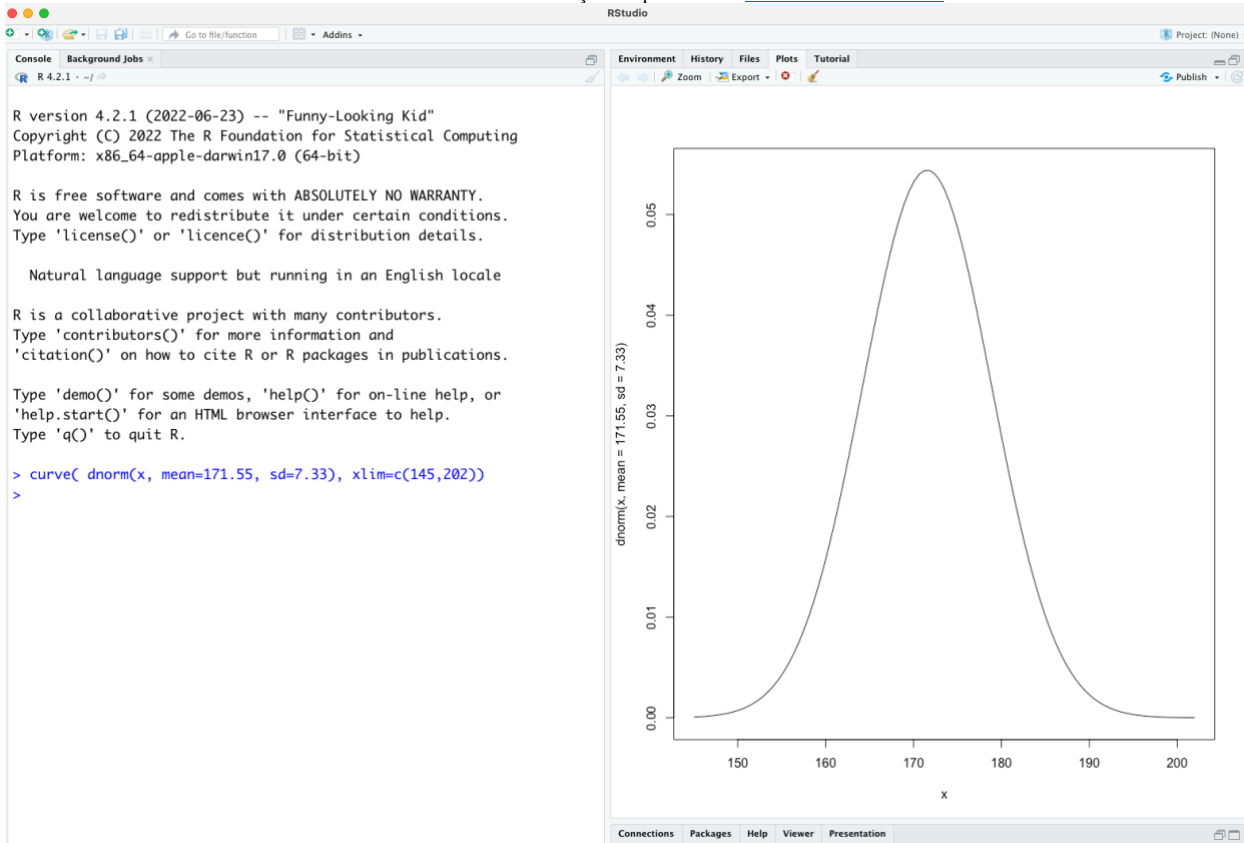 RStudio
Go to file/function
Addins
Project: (None)
Console Background Jobs
R 4.2.1 · ~/
R version 4.2.1 (2022-06-23) -- "Funny-Looking Kid"
Copyright (C) 2022 The R Foundation for Statistical Computing
Platform: x86_64-apple-darwin17.0 (64-bit)
R is free software and comes with ABSOLUTELY NO WARRANTY.
You are welcome to redistribute it under certain conditions.
Type 'license()' or 'licence()' for distribution details.
Natural language support but running in an English locale
R is a collaborative project with many contributors.
Type 'contributors()' for more information and
'citation()' on how to cite R or R packages in publications.
Type 'demo()' for some demos, 'help()' for on-line help, or
'help.start()' for an HTML browser interface to help.
Type 'q()' to quit R.
> curve( dnorm(x, mean=171.55, sd=7.33), xlim=c(145,202))
>
Environment History Files Plots Tutorial
Zoom Export Publish
dnorm(x, mean = 171.55, sd = 7.33)
0.05
0.04
0.03
0.02
0.01
0.00
150 160 170 180 190 200
x
Connections Packages Help Viewer Presentation